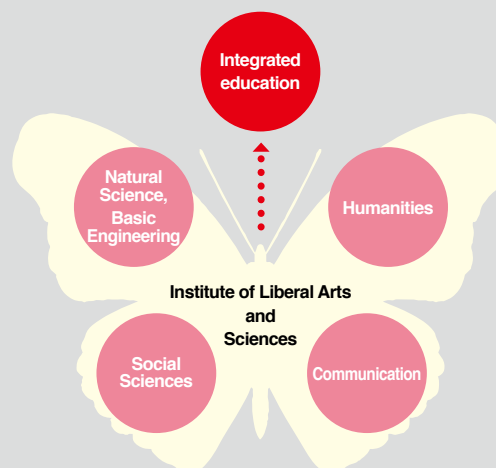 Integrated
education
Natural
Science,
Basic
Engineering
Humanities
Institute of Liberal Arts
and
Sciences
Social
Sciences
Communication